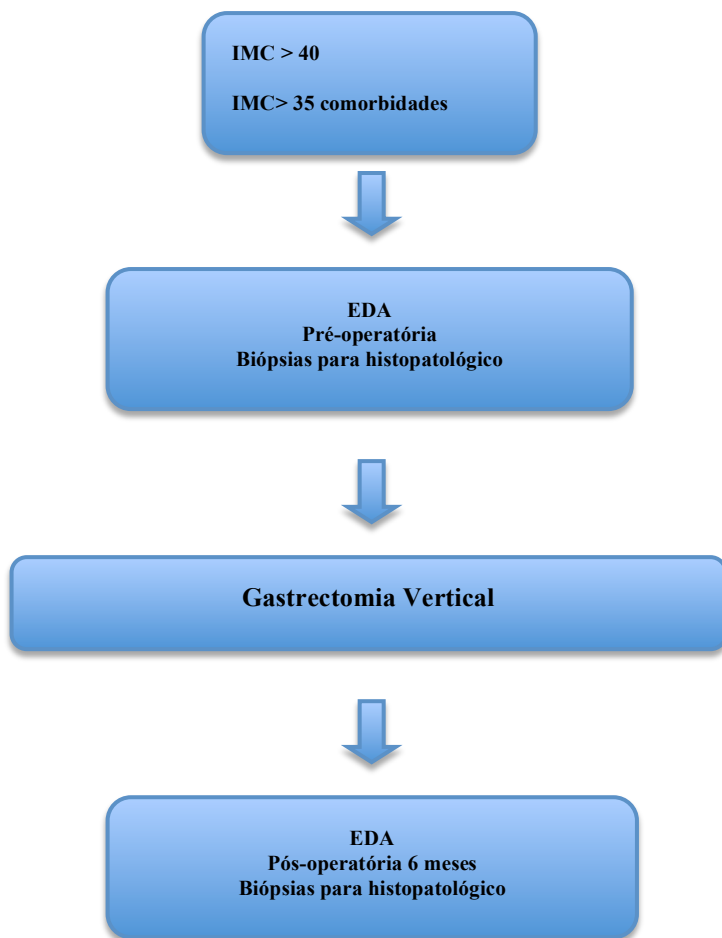 IMC > 40
IMC> 35 comorbidades
EDA
Pré-operatória
Biópsias para histopatológico
Gastrectomia Vertical
EDA
Pós-operatória 6 meses
Biópsias para histopatológico